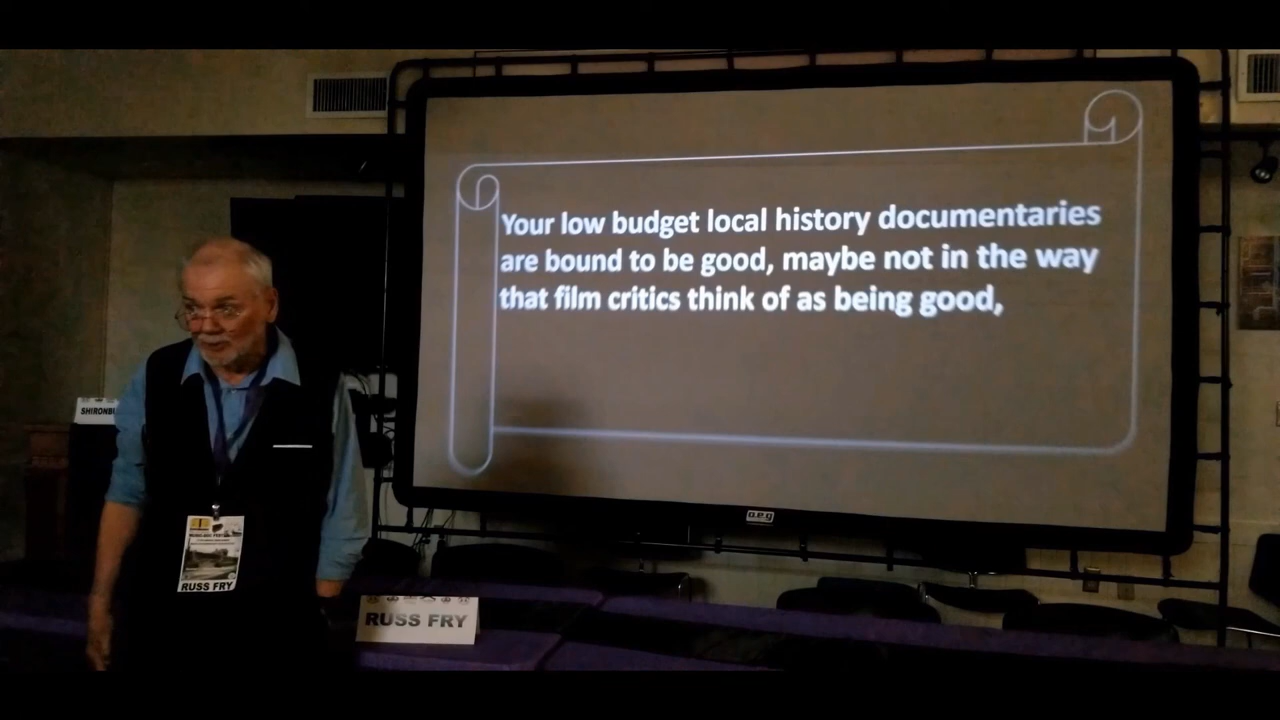 Your low budget local history documentaries
are bound to be good, maybe not in the way
that film critics think of as being good,
SHIRONB
RUSS FRY
RUSS FRY